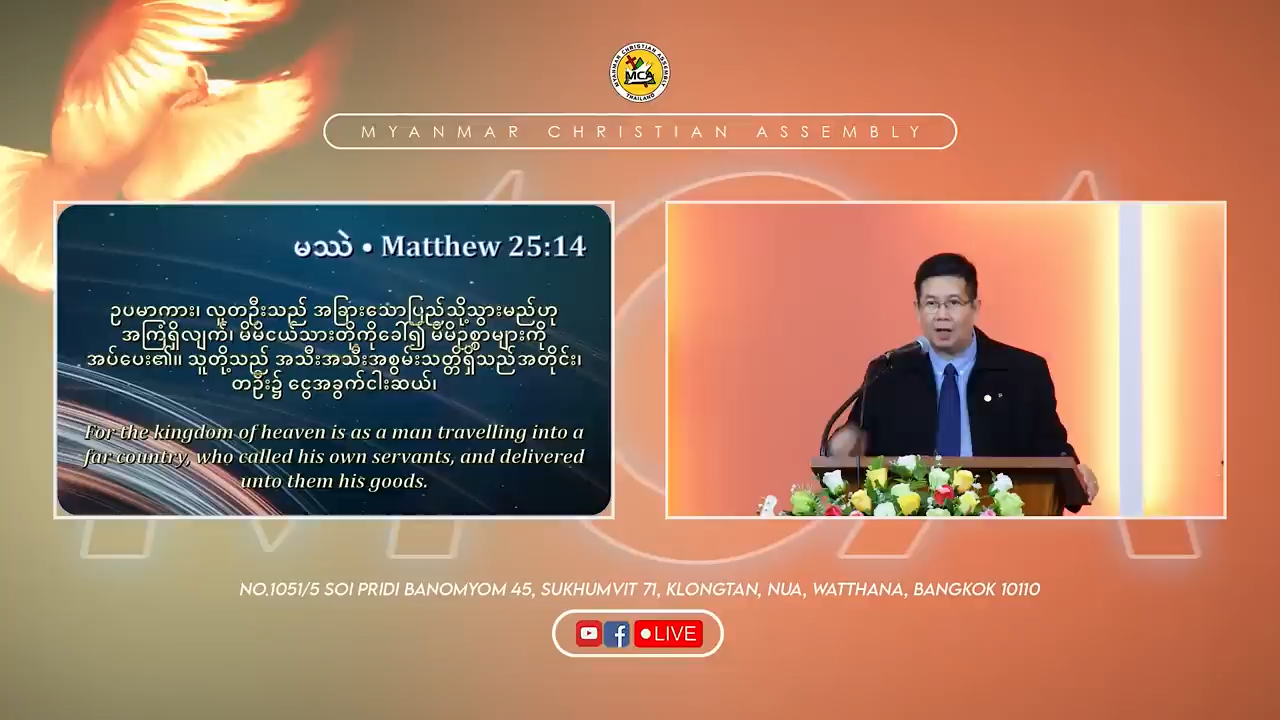 MYANMAR CHRISTIAN ASSEMBLY
MCA
THAILAND
MYANMAR CHRISTIAN ASSEMBLY
မဿဲ • Matthew 25:14
ဥပမာကား၊ လူတဦးသည် အခြားသောပြည်သို့သွားမည်ဟု
အကြံရှိလျက်၊ မိမိငယ်သားတို့ကိုခေါ်၍ မိမိဥစ္စာများကို
အပ်ပေး၏။ သူတို့သည် အသီးအသီးအစွမ်းသတ္တိရှိသည်အတိုင်း၊
တဦး၌ ငွေအခွက်ငါးဆယ်၊
For the kingdom of heaven is as a man travelling into a
far country, who called his own servants, and delivered
unto them his goods.
MCA
NO.1051/5 SOI PRIDI BANOMYOM 45, SUKHUMVIT 71, KLONGTAN, NUA, WATTHANA, BANGKOK 10110
LIVE